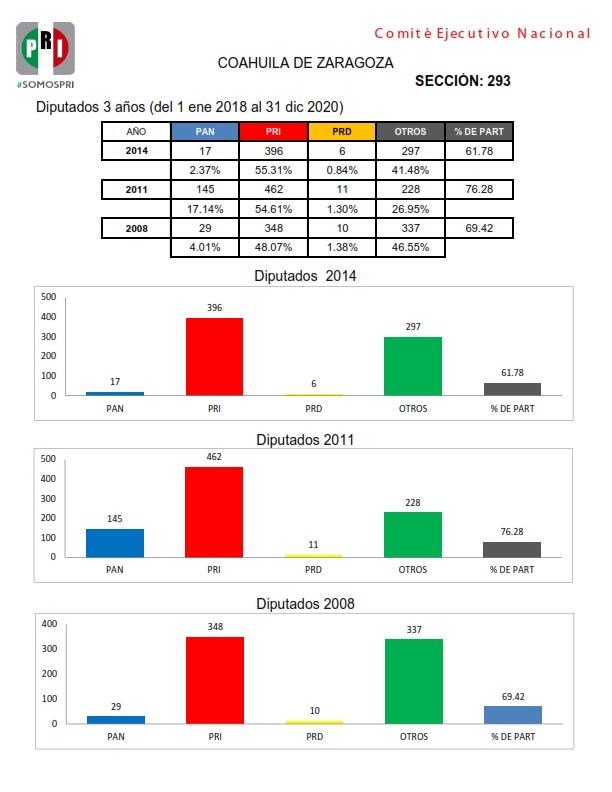 Comité Ejecutivo Nacional
PRI
#SOMOSPRI
COAHUILA DE ZARAGOZA
SECCIÓN: 293
Diputados 3 años (del 1 ene 2018 al 31 dic 2020)
AÑO PAN PRI PRD OTROS % DE PART
2014 17 396 6 297 61.78
2.37% 55.31% 0.84% 41.48%
2011 145 462 11 228 76.28
17.14% 54.61% 1.30% 26.95%
2008 29 348 10 337 69.42
4.01% 48.07% 1.38% 46.55%
Diputados 2014
500
400
300
200
100
0
17 396 6 297 61.78
PAN PRI PRD OTROS % DE PART
Diputados 2011
500
400
300
200
100
0
145 462 11 228 76.28
PAN PRI PRD OTROS % DE PART
Diputados 2008
400
300
200
100
0
29 348 10 337 69.42
PAN PRI PRD OTROS % DE PART